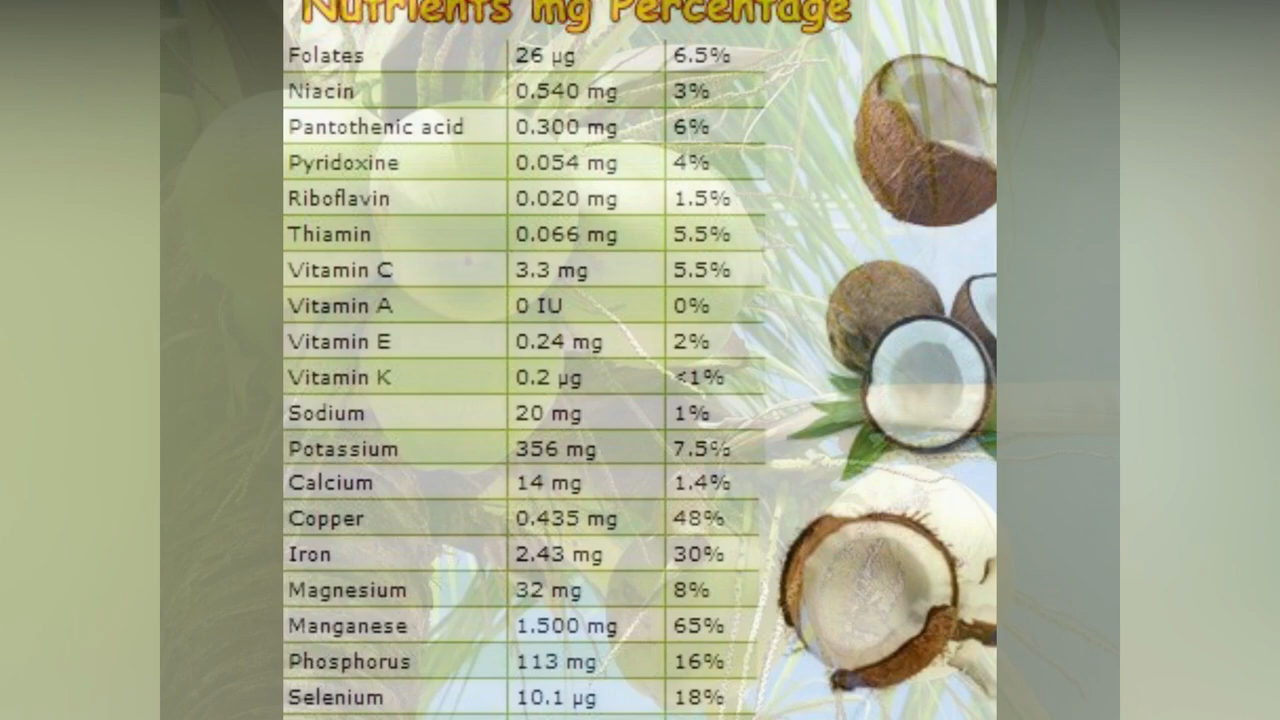 Nutrients mg Percentage
Folates 26 µg 6.5%
Niacin 0.540 mg 3%
Pantothenic acid 0.300 mg 6%
Pyridoxine 0.054 mg 4%
Riboflavin 0.020 mg 1.5%
Thiamin 0.066 mg 5.5%
Vitamin C 3.3 mg 5.5%
Vitamin A 0 IU 0%
Vitamin E 0.24 mg 2%
Vitamin K 0.2 µg <1%
Sodium 20 mg 1%
Potassium 356 mg 7.5%
Calcium 14 mg 1.4%
Copper 0.435 mg 48%
Iron 2.43 mg 30%
Magnesium 32 mg 8%
Manganese 1.500 mg 65%
Phosphorus 113 mg 16%
Selenium 10.1 µg 18%